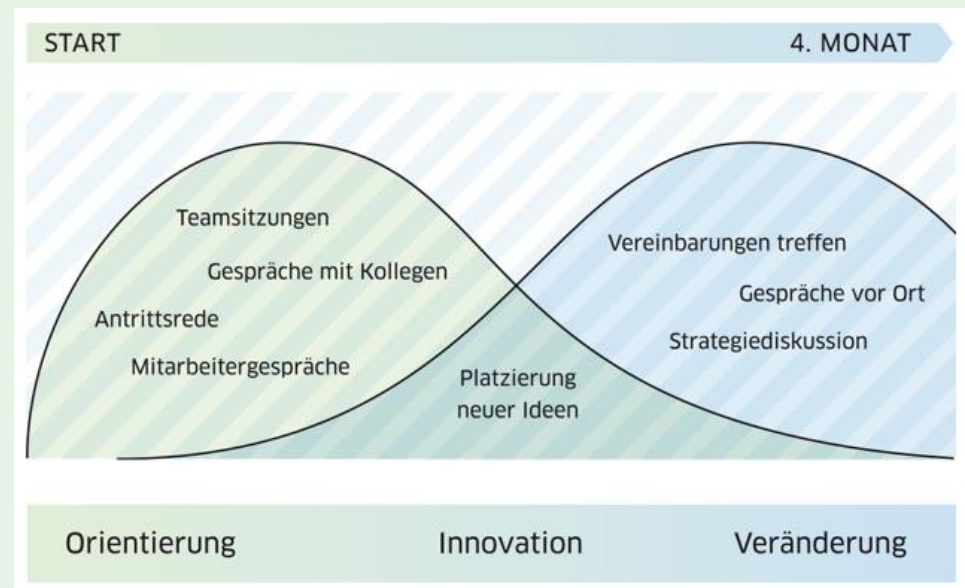 START
4. MONAT
Teamsitzungen
Gespräche mit Kollegen
Antrittsrede
Mitarbeitergespräche
Platzierung
neuer Ideen
Vereinbarungen treffen
Gespräche vor Ort
Strategiediskussion
Orientierung
Innovation
Veränderung